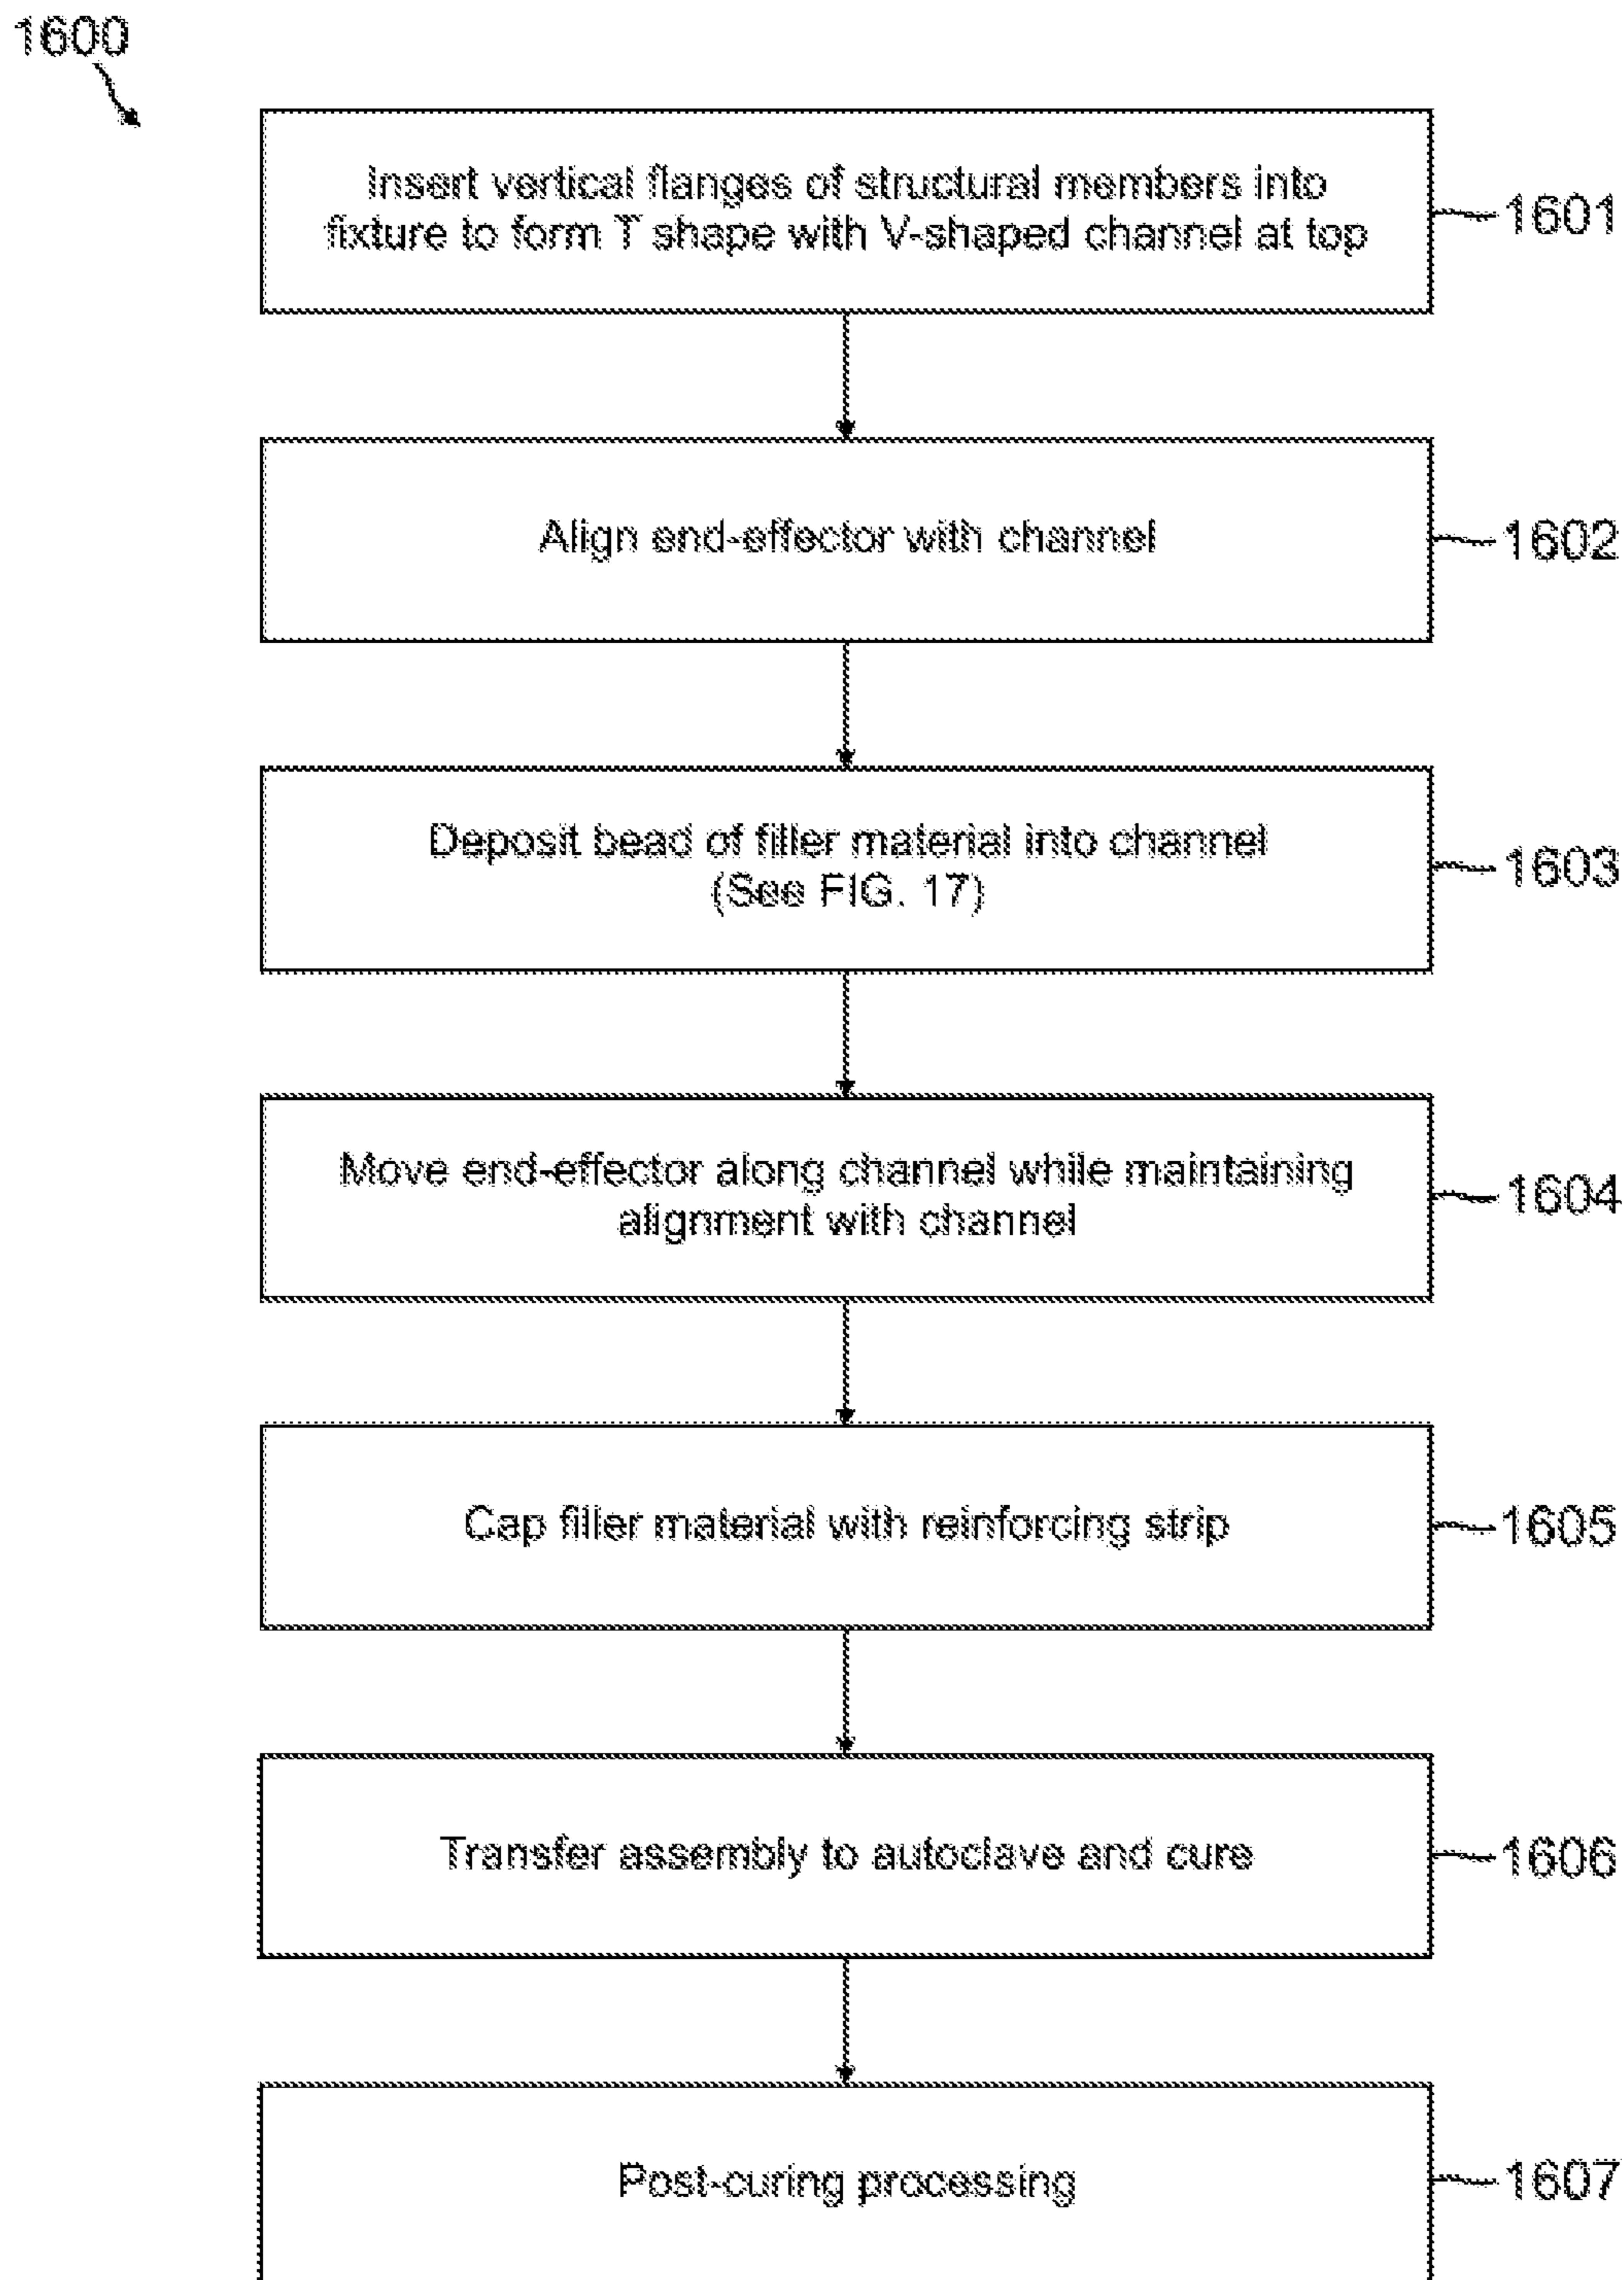 1600
Insert vertical flanges of structural members into
fixture to form T shape with V-shaped channel at top
1601
Align end-effector with channel
1602
Deposit bead of filler material into channel
(See FIG. 17)
1603
Move end-effector along channel while maintaining
alignment with channel
1604
Cap filler material with reinforcing strip
1605
Transfer assembly to autoclave and cure
1606
Post-curing processing
1607